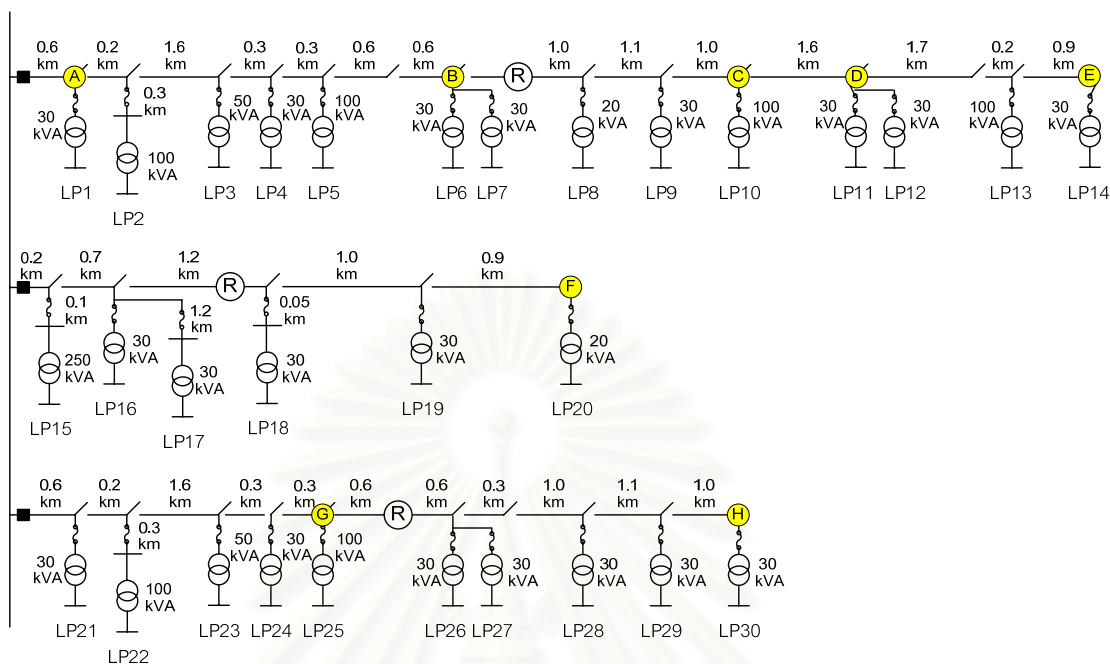 0.6 0.2 1.6 0.3 0.3 0.6 0.6 1.0 1.1 1.0 1.6 1.7 0.2 0.9
km km km km km km km km km km km km km km
A B R C D E
30 kVA 0.3 km 50 kVA 30 kVA 100 kVA 30 kVA 30 kVA 20 kVA 30 kVA 100 kVA 30 kVA 30 kVA 100 kVA 30 kVA
100 kVA
LP1 LP3 LP4 LP5 LP6 LP7 LP8 LP9 LP10 LP11 LP12 LP13 LP14
LP2
0.2 0.7 1.2 1.0 0.9
km km km km km
R F
0.1 km 1.2 km 0.05 km
250 kVA 30 kVA 30 kVA 30 kVA 30 kVA 20 kVA
LP16 LP19 LP20
LP15 LP17 LP18
0.6 0.2 1.6 0.3 0.3 0.6 0.6 0.3 1.0 1.1 1.0
km km km km km km km km km km km
G R H
30 kVA 0.3 km 50 kVA 30 kVA 100 kVA 30 kVA 30 kVA 30 kVA 30 kVA 30 kVA
100 kVA
LP21 LP23 LP24 LP25 LP26 LP27 LP28 LP29 LP30
LP22